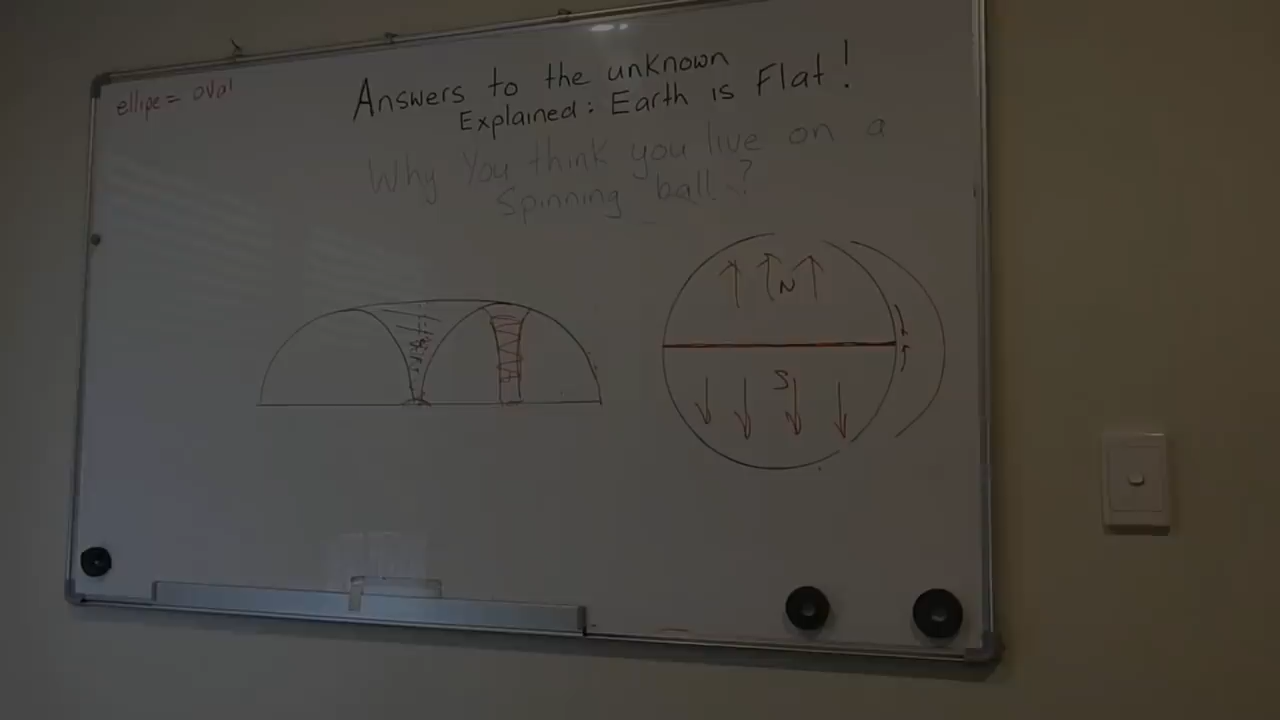 ellipe = oval
Answers to the unknown
Explained: Earth is Flat!
Why You think you live on a
Spinning ball?
N
S